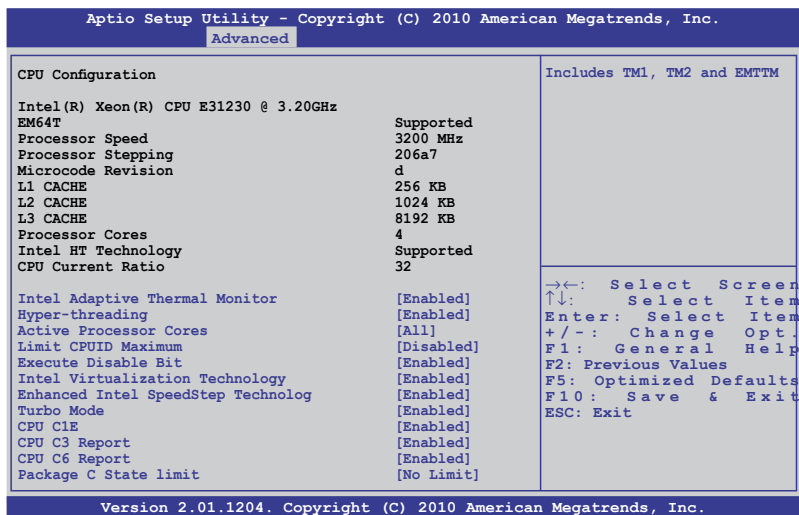 Aptio Setup Utility - Copyright (C) 2010 American Megatrends, Inc.
Advanced
CPU Configuration
Intel(R) Xeon(R) CPU E31230 @ 3.20GHz
EM64T Supported
Processor Speed 3200 MHz
Processor Stepping 206a7
Microcode Revision d
L1 CACHE 256 KB
L2 CACHE 1024 KB
L3 CACHE 8192 KB
Processor Cores 4
Intel HT Technology Supported
CPU Current Ratio 32
Intel Adaptive Thermal Monitor [Enabled]
Hyper-threading [Enabled]
Active Processor Cores [All]
Limit CPUID Maximum [Disabled]
Execute Disable Bit [Enabled]
Intel Virtualization Technology [Enabled]
Enhanced Intel SpeedStep Technolog [Enabled]
Turbo Mode [Enabled]
CPU C1E [Enabled]
CPU C3 Report [Enabled]
CPU C6 Report [Enabled]
Package C State limit [No Limit]
Includes TM1, TM2 and EMTTM
→←: Select Screen
↑↓: Select Item
Enter: Select Item
+/-: Change Opt.
F1: General Help
F2: Previous Values
F5: Optimized Defaults
F10: Save & Exit
ESC: Exit
Version 2.01.1204. Copyright (C) 2010 American Megatrends, Inc.